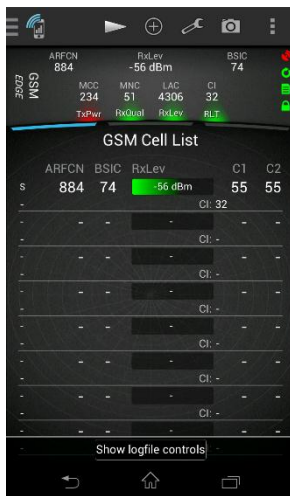 ARFCN RxLev BSIC
884 -56 dBm 74
GSM
EDGE
MCC MNC LAC CI
234 51 4306 32
TxPwr RxQual RxLev RLT
GSM Cell List
ARFCN BSIC RxLev C1 C2
S 884 74 -56 dBm 55 55
CI: 32
- - - - - -
CI: -
- - - - - -
CI: -
- - - - - -
CI: -
- - - - - -
CI: -
- - - - - -
CI: -
- - - - - -
CI: -
- - - - - -
Show logfile controls